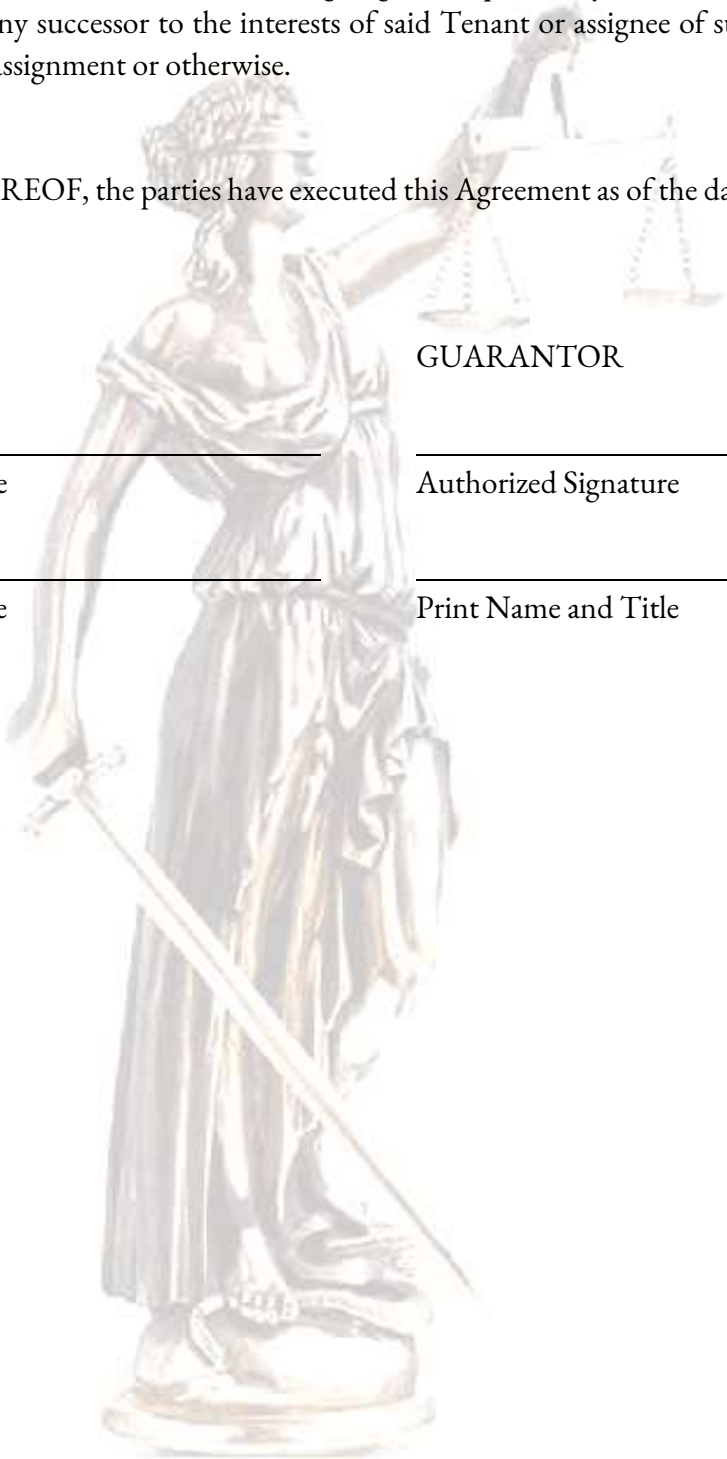 ny successor to the interests of said Tenant or assignee of
assignment or otherwise.
REOF, the parties have executed this Agreement as of the da
GUARANTOR
e
Authorized Signature
e
Print Name and Title